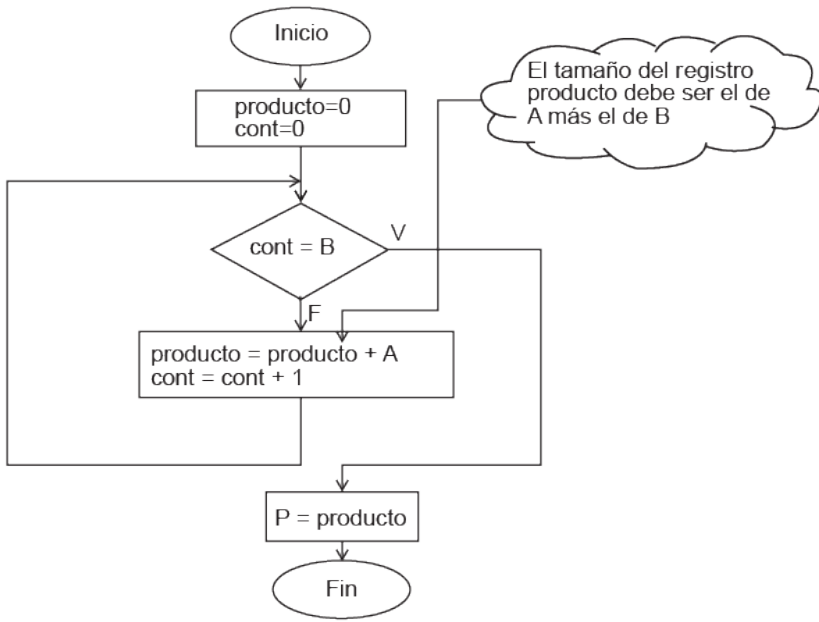 Inicio
El tamaño del registro
producto debe ser el de
A más el de B
producto=0
cont=0
cont = B
V
F
producto = producto + A
cont = cont + 1
P = producto
Fin